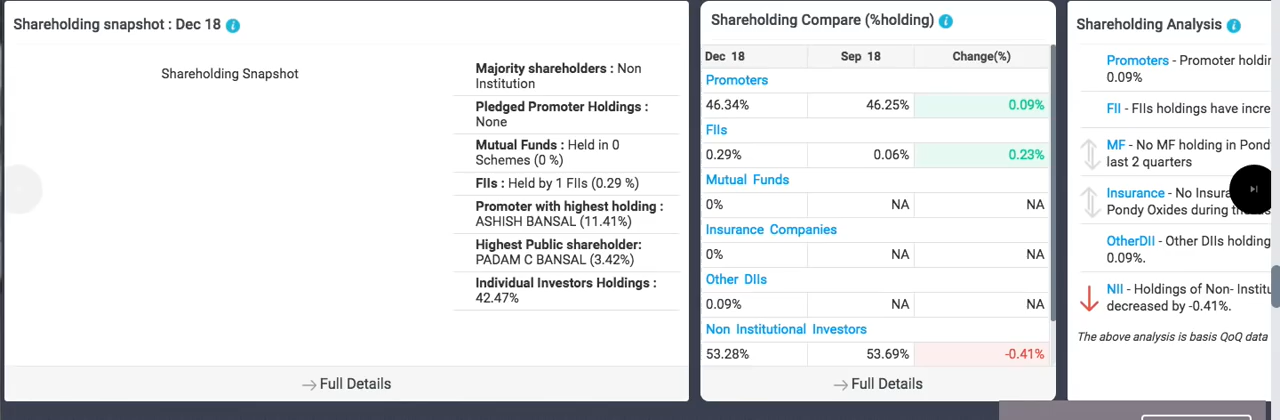 Shareholding snapshot : Dec 18
Shareholding Snapshot
Majority shareholders : Non
Institution
Pledged Promoter Holdings :
None
Mutual Funds : Held in 0
Schemes (0 %)
FIIs : Held by 1 FIIs (0.29 %)
Promoter with highest holding :
ASHISH BANSAL (11.41%)
Highest Public shareholder:
PADAM C BANSAL (3.42%)
Individual Investors Holdings :
42.47%
→ Full Details
Shareholding Compare (%holding)
Dec 18 Sep 18 Change(%)
Promoters
46.34% 46.25% 0.09%
FIIs
0.29% 0.06% 0.23%
Mutual Funds
0% NA NA
Insurance Companies
0% NA NA
Other DIIs
0.09% NA NA
Non Institutional Investors
53.28% 53.69% -0.41%
→ Full Details
Shareholding Analysis
Promoters - Promoter holdin
0.09%
FII - FIIs holdings have incre
MF - No MF holding in Pond
last 2 quarters
Insurance - No Insura
Pondy Oxides during
OtherDII - Other DIIs holding
0.09%.
NII - Holdings of Non- Institu
decreased by -0.41%.
The above analysis is basis QoQ data